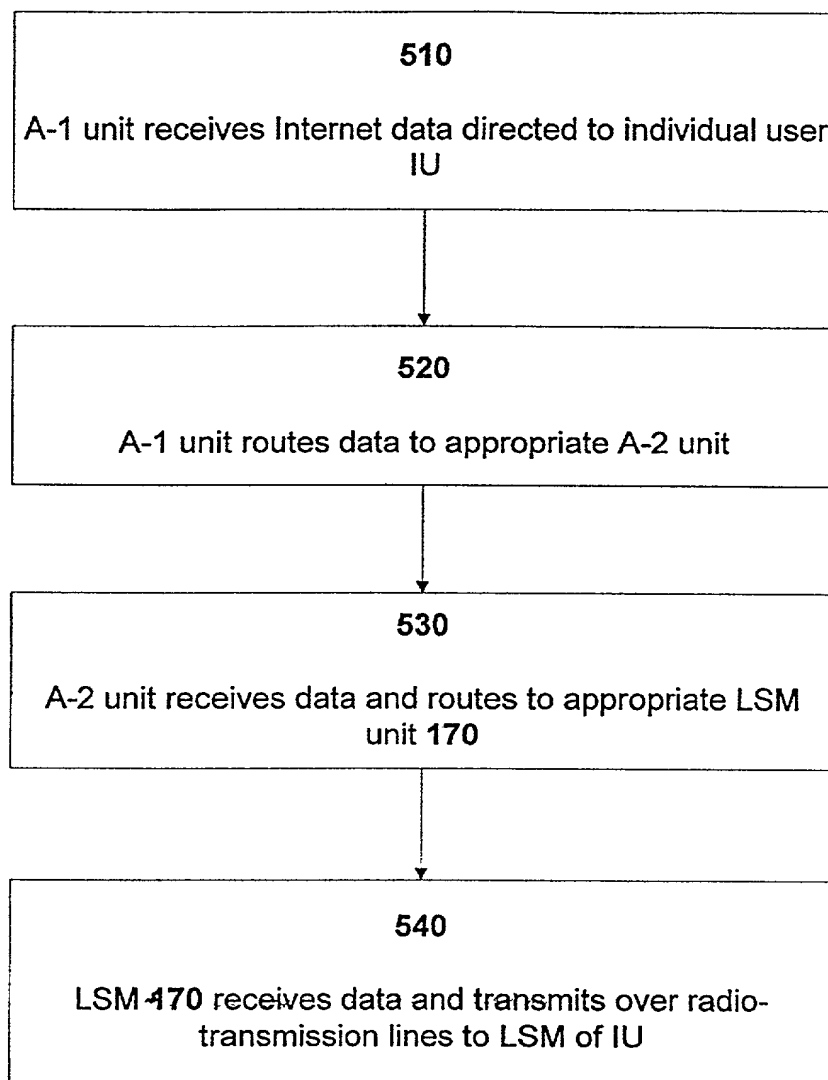 510
A-1 unit receives Internet data directed to individual user
IU
520
A-1 unit routes data to appropriate A-2 unit
530
A-2 unit receives data and routes to appropriate LSM
unit 170
540
LSM 170 receives data and transmits over radio-
transmission lines to LSM of IU